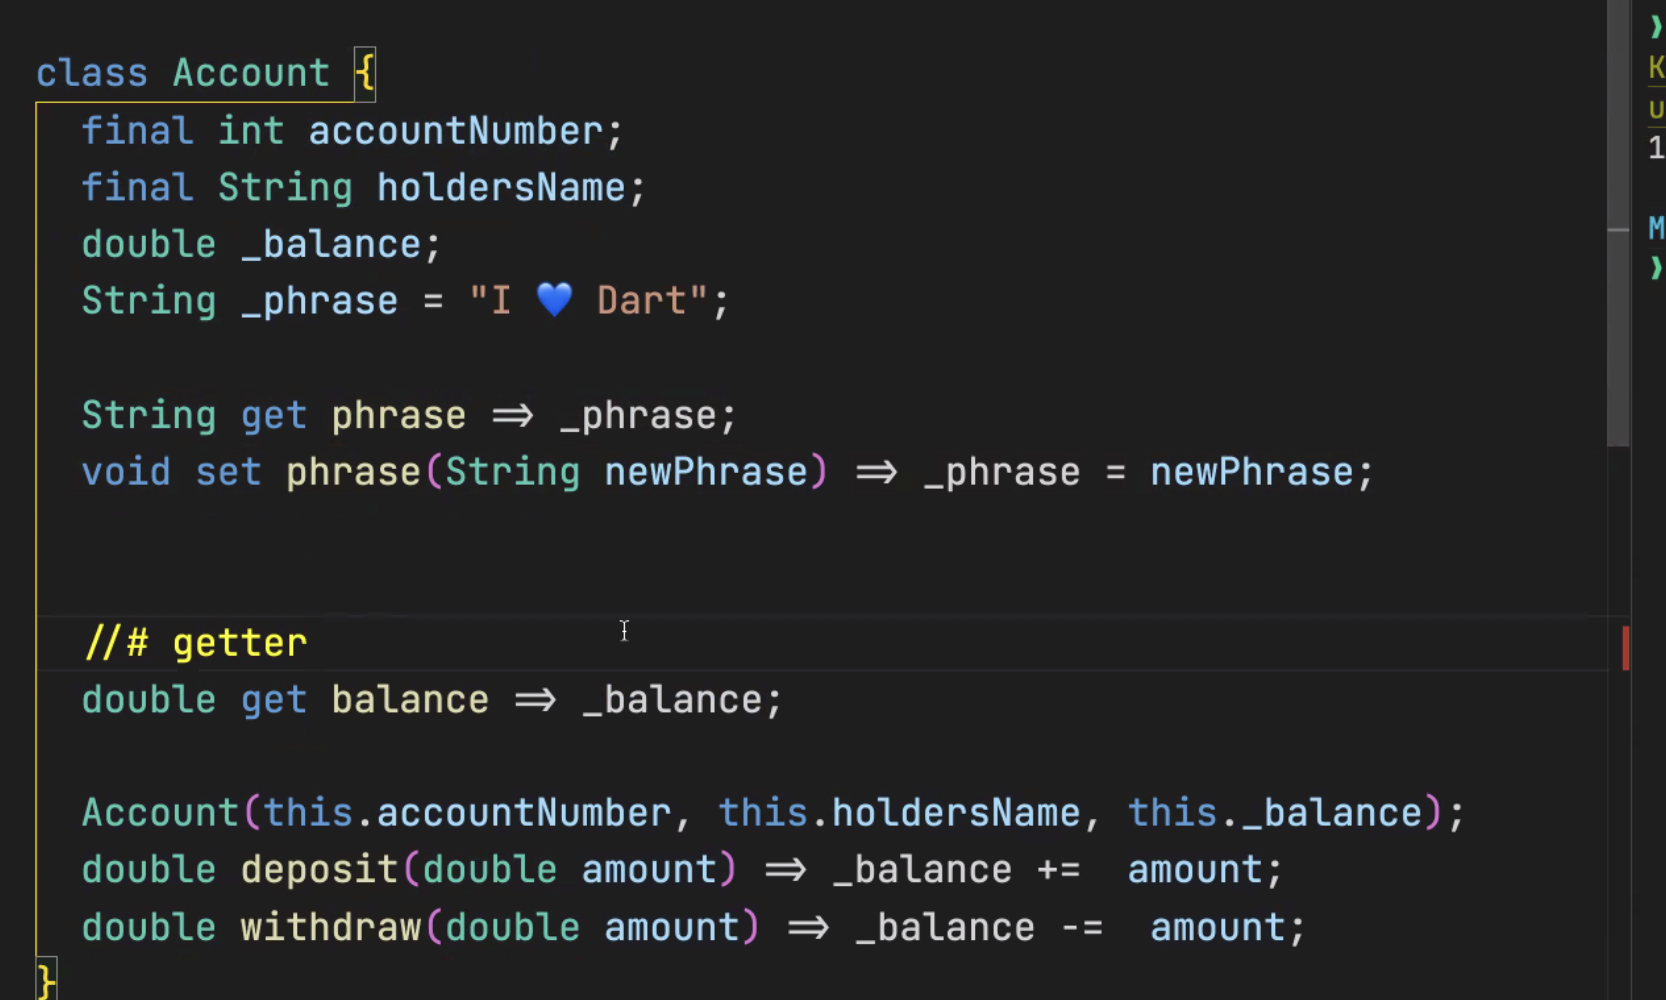 class Account {
final int accountNumber;
final String holdersName;
double _balance;
String _phrase = "I 💙 Dart";
String get phrase => _phrase;
void set phrase(String newPhrase) => _phrase = newPhrase;
//# getter
double get balance => _balance;
Account(this.accountNumber, this.holdersName, this._balance);
double deposit(double amount) => _balance +=  amount;
double withdraw(double amount) => _balance -=  amount;
}
❯
K
u
1
M
❯